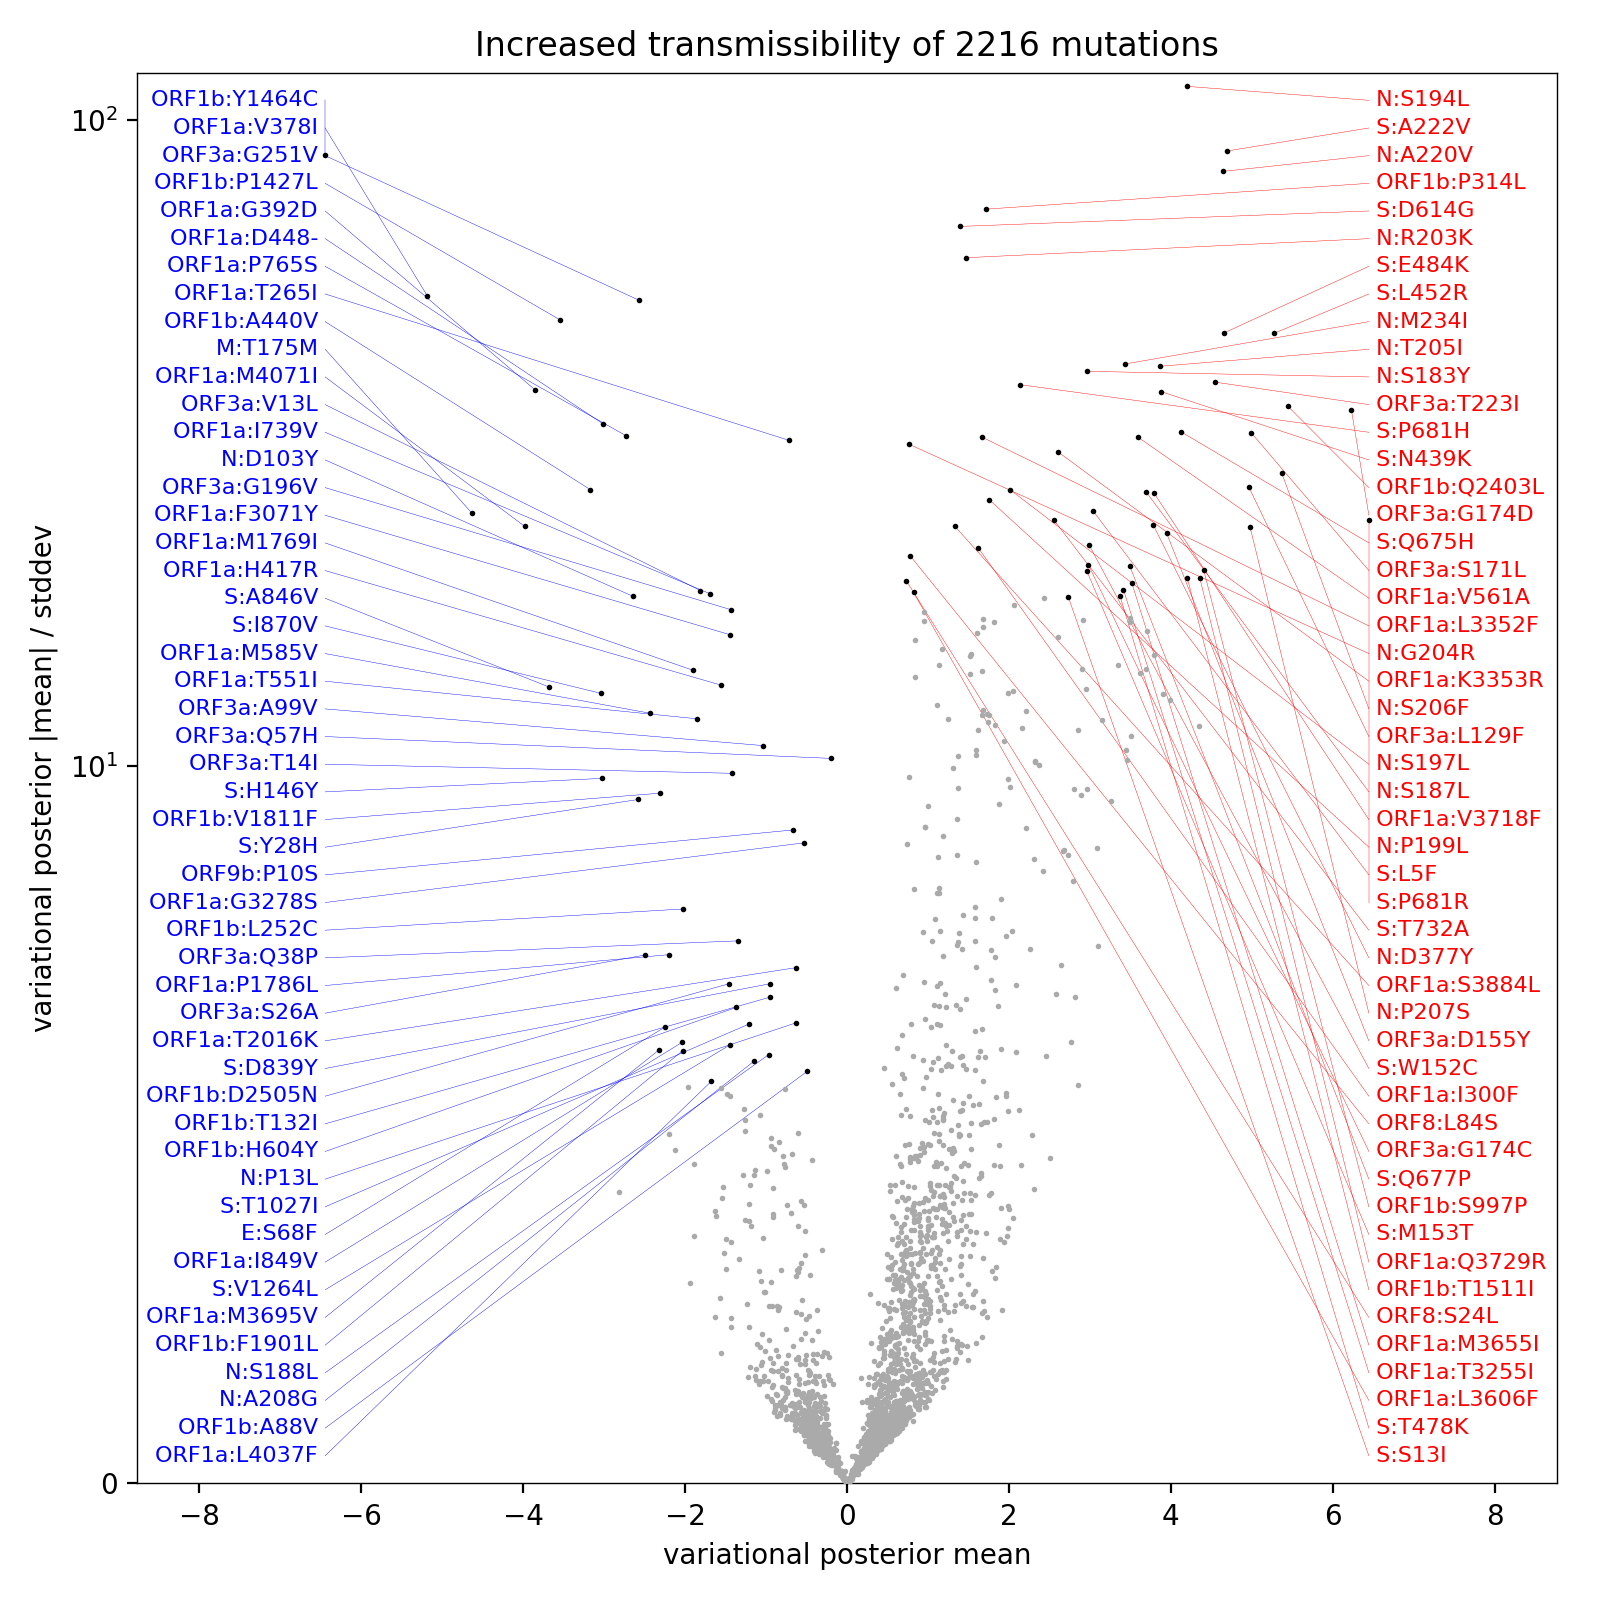 Increased transmissibility of 2216 mutations
ORF1b:Y1464C
ORF1a:V378I
ORF3a:G251V
ORF1b:P1427L
ORF1a:G392D
ORF1a:D448-
ORF1a:P765S
ORF1a:T265I
ORF1b:A440V
M:T175M
ORF1a:M4071I
ORF3a:V13L
ORF1a:I739V
N:D103Y
ORF3a:G196V
ORF1a:F3071Y
ORF1a:M1769I
ORF1a:H417R
S:A846V
S:I870V
ORF1a:M585V
ORF1a:T551I
ORF3a:A99V
ORF3a:Q57H
ORF3a:T14I
S:H146Y
ORF1b:V1811F
S:Y28H
ORF9b:P10S
ORF1a:G3278S
ORF1b:L252C
ORF3a:Q38P
ORF1a:P1786L
ORF3a:S26A
ORF1a:T2016K
S:D839Y
ORF1b:D2505N
ORF1b:T132I
ORF1b:H604Y
N:P13L
S:T1027I
E:S68F
ORF1a:I849V
S:V1264L
ORF1a:M3695V
ORF1b:F1901L
N:S188L
N:A208G
ORF1b:A88V
ORF1a:L4037F
N:S194L
S:A222V
N:A220V
ORF1b:P314L
S:D614G
N:R203K
S:E484K
S:L452R
N:M234I
N:T205I
N:S183Y
ORF3a:T223I
S:P681H
S:N439K
ORF1b:Q2403L
ORF3a:G174D
S:Q675H
ORF3a:S171L
ORF1a:V561A
ORF1a:L3352F
N:G204R
ORF1a:K3353R
N:S206F
ORF3a:L129F
N:S197L
N:S187L
ORF1a:V3718F
N:P199L
S:L5F
S:P681R
S:T732A
N:D377Y
ORF1a:S3884L
N:P207S
ORF3a:D155Y
S:W152C
ORF1a:I300F
ORF8:L84S
ORF3a:G174C
S:Q677P
ORF1b:S997P
S:M153T
ORF1a:Q3729R
ORF1b:T1511I
ORF8:S24L
ORF1a:M3655I
ORF1a:T3255I
ORF1a:L3606F
S:T478K
S:S13I
10²
10¹
0
variational posterior |mean| / stddev
−8 −6 −4 −2 0 2 4 6 8
variational posterior mean